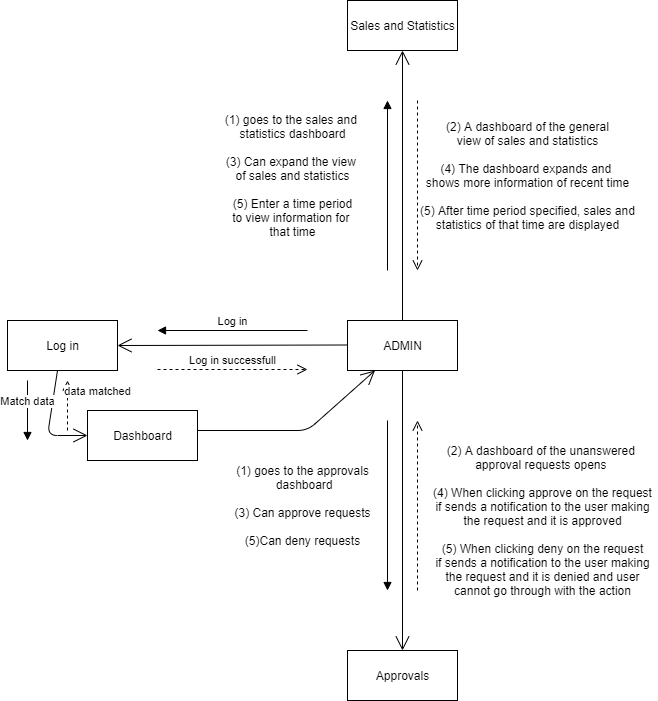 Sales and Statistics
(1) goes to the sales and
statistics dashboard
(3) Can expand the view
of sales and statistics
(5) Enter a time period
to view information for
that time
(2) A dashboard of the general
view of sales and statistics
(4) The dashboard expands and
shows more information of recent time
(5) After time period specified, sales and
statistics of that time are displayed
Log in
Log in
ADMIN
Log in successfull
Match data
data matched
Dashboard
(1) goes to the approvals
dashboard
(3) Can approve requests
(5)Can deny requests
(2) A dashboard of the unanswered
approval requests opens
(4) When clicking approve on the request
if sends a notification to the user making
the request and it is approved
(5) When clicking deny on the request
if sends a notification to the user making
the request and it is denied and user
cannot go through with the action
Approvals